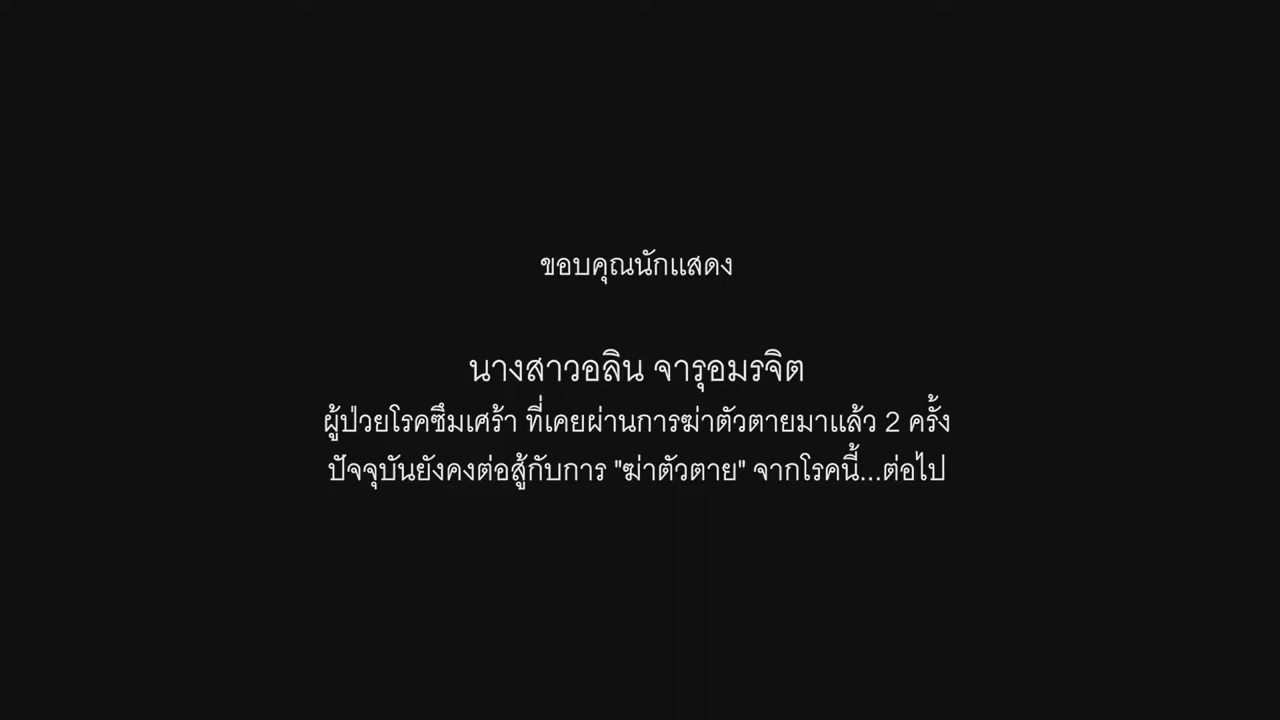 ขอบคุณนักแสดง
นางสาวอลิน จารุอมรจิต
ผู้ป่วยโรคซึมเศร้า ที่เคยผ่านการฆ่าตัวตายมาแล้ว 2 ครั้ง
ปัจจุบันยังคงต่อสู้กับการ "ฆ่าตัวตาย" จากโรคนี้...ต่อไป